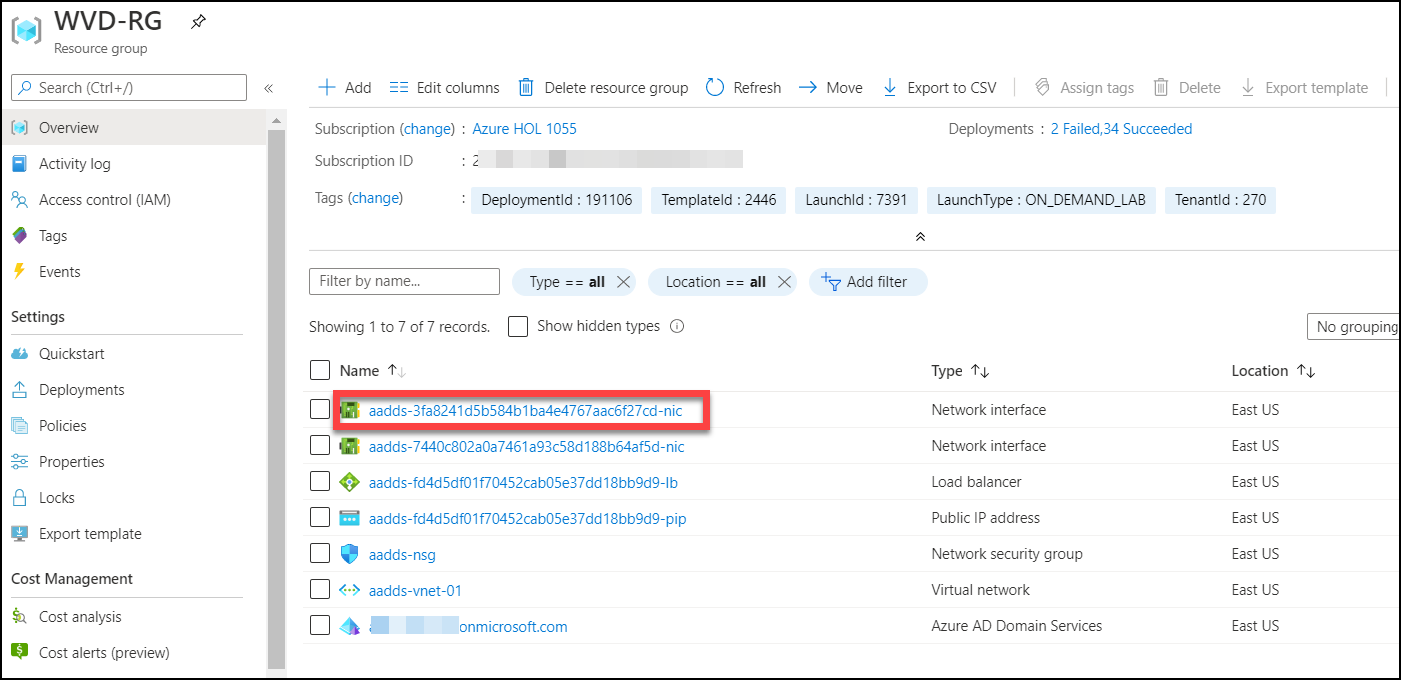 WVD-RG
Resource group
Search (Ctrl+/)
«
Add
Edit columns
Delete resource group
Refresh
Move
Export to CSV
Assign tags
Delete
Export template
Overview
Activity log
Access control (IAM)
Tags
Events
Settings
Quickstart
Deployments
Policies
Properties
Locks
Export template
Cost Management
Cost analysis
Cost alerts (preview)
Subscription (change) : Azure HOL 1055
Deployments : 2 Failed,34 Succeeded
Subscription ID : 2
Tags (change) : DeploymentId : 191106 TemplateId : 2446 LaunchId : 7391 LaunchType : ON_DEMAND_LAB TenantId : 270
Filter by name...
Type == all
Location == all
Add filter
Showing 1 to 7 of 7 records.
Show hidden types
No grouping
Name Type Location
aadds-3fa8241d5b584b1ba4e4767aac6f27cd-nic Network interface East US
aadds-7440c802a0a7461a93c58d188b64af5d-nic Network interface East US
aadds-fd4d5df01f70452cab05e37dd18bb9d9-lb Load balancer East US
aadds-fd4d5df01f70452cab05e37dd18bb9d9-pip Public IP address East US
aadds-nsg Network security group East US
aadds-vnet-01 Virtual network East US
onmicrosoft.com Azure AD Domain Services East US